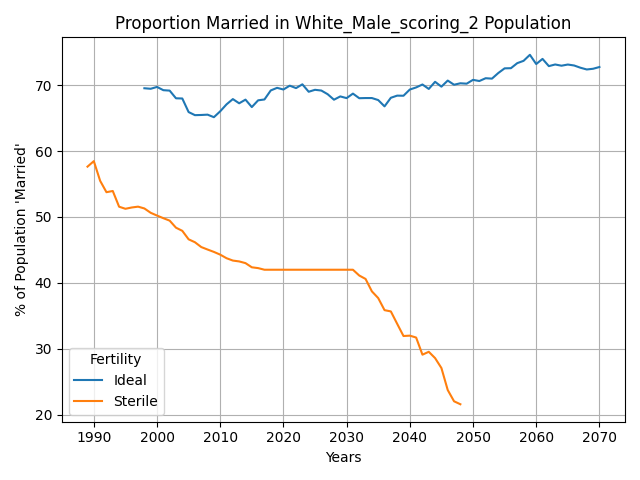 Proportion Married in White_Male_scoring_2 Population
% of Population 'Married'
70
60
50
40
30
20
Fertility
Ideal
Sterile
1990 2000 2010 2020 2030 2040 2050 2060 2070
Years